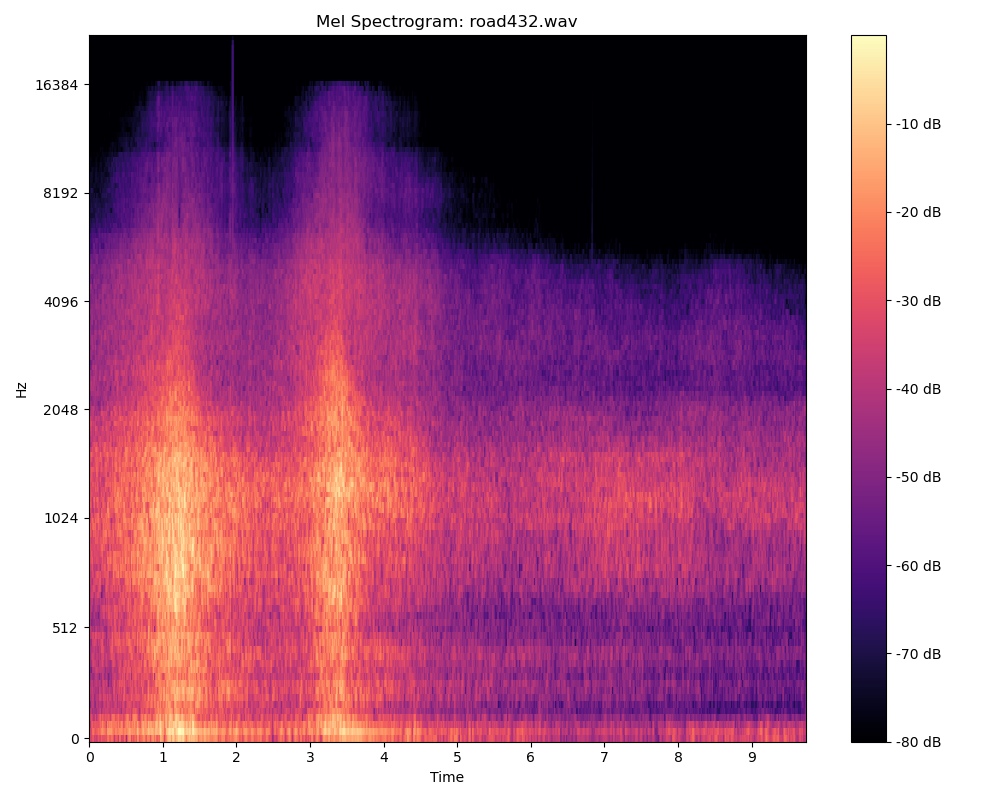 Mel Spectrogram: road432.wav
Hz
16384
8192
4096
2048
1024
512
0
0 1 2 3 4 5 6 7 8 9
Time
-10 dB
-20 dB
-30 dB
-40 dB
-50 dB
-60 dB
-70 dB
-80 dB